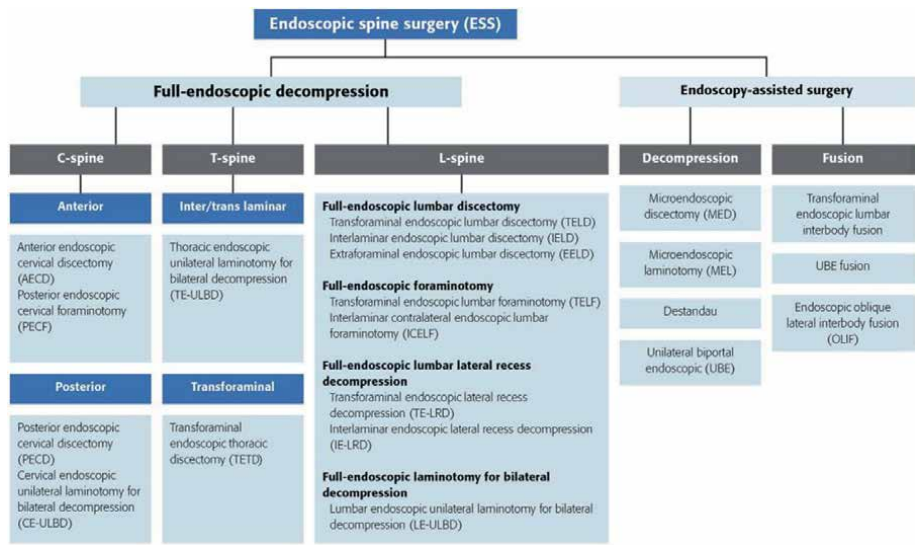 Endoscopic spine surgery (ESS)
Full-endoscopic decompression
Endoscopy-assisted surgery
C-spine
T-spine
L-spine
Decompression
Fusion
Anterior
Anterior endoscopic
cervical discectomy
(AECD)
Posterior endoscopic
cervical foraminotomy
(PECF)
Posterior
Posterior endoscopic
cervical discectomy
(PECD)
Cervical endoscopic
unilateral laminotomy for
bilateral decompression
(CE-ULBD)
Inter/trans laminar
Thoracic endoscopic
unilateral laminotomy for
bilateral decompression
(TE-ULBD)
Transforaminal
Transforaminal
endoscopic thoracic
discectomy (TETD)
Full-endoscopic lumbar discectomy
Transforaminal endoscopic lumbar discectomy (TELD)
Interlaminar endoscopic lumbar discectomy (IELD)
Extraforaminal endoscopic lumbar discectomy (EELD)
Full-endoscopic foraminotomy
Transforaminal endoscopic lumbar foraminotomy (TELF)
Interlaminar contralateral endoscopic lumbar
foraminotomy (ICELF)
Full-endoscopic lumbar lateral recess
decompression
Transforaminal endoscopic lateral recess
decompression (TE-LRD)
Interlaminar endoscopic lateral recess decompression
(IE-LRD)
Full-endoscopic laminotomy for bilateral
decompression
Lumbar endoscopic unilateral laminotomy for bilateral
decompression (LE-ULBD)
Microendoscopic
discectomy (MED)
Microendoscopic
laminotomy (MEL)
Destandau
Unilateral biportal
endoscopic (UBE)
Transforaminal
endoscopic lumbar
interbody fusion
UBE fusion
Endoscopic oblique
lateral interbody fusion
(OLIF)